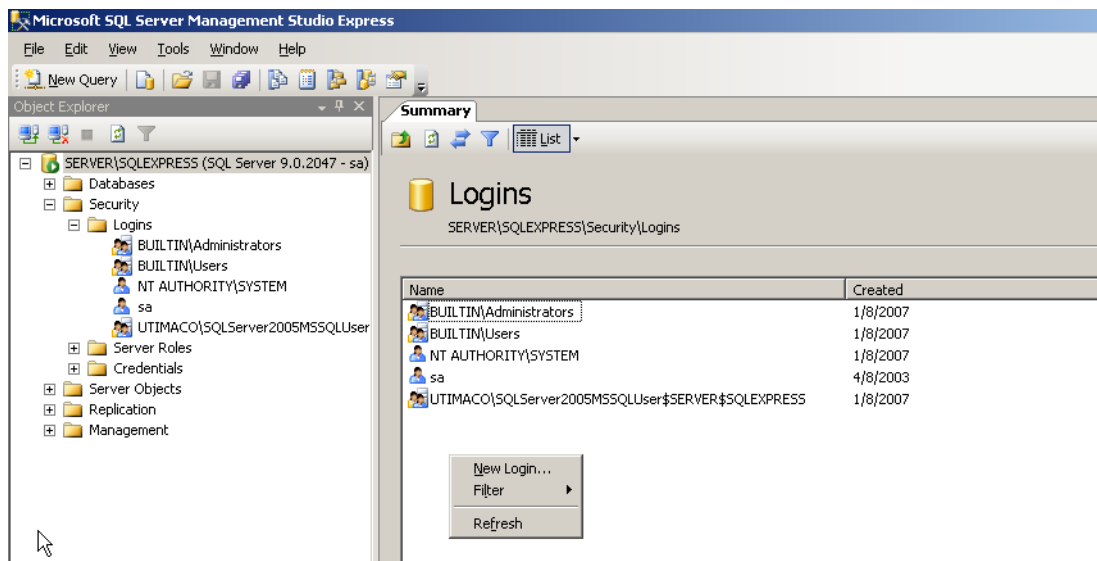 Microsoft SQL Server Management Studio Express
File Edit View Tools Window Help
New Query
Object Explorer
SERVER\SQLEXPRESS (SQL Server 9.0.2047 - sa)
Databases
Security
Logins
BUILTIN\Administrators
BUILTIN\Users
NT AUTHORITY\SYSTEM
sa
UTIMACO\SQLServer2005MSSQLUser
Server Roles
Credentials
Server Objects
Replication
Management
Summary
List
Logins
SERVER\SQLEXPRESS\Security\Logins
Name Created
BUILTIN\Administrators 1/8/2007
BUILTIN\Users 1/8/2007
NT AUTHORITY\SYSTEM 1/8/2007
sa 4/8/2003
UTIMACO\SQLServer2005MSSQLUser$SERVER$SQLEXPRESS 1/8/2007
New Login...
Filter
Refresh